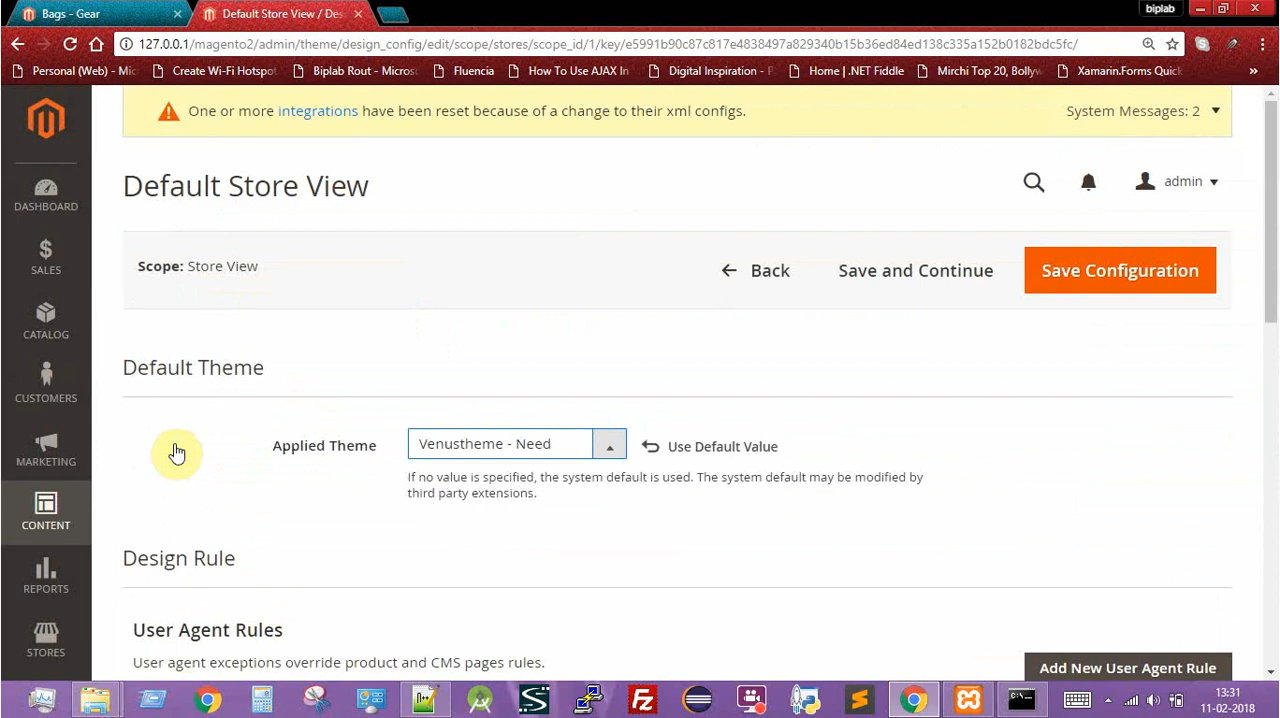 Bags - Gear
Default Store View / Des
biplab
127.0.0.1/magento2/admin/theme/design_config/edit/scope/stores/scope_id/1/key/e5991b90c87c817e4838497a829340b15b36ed84ed138c335a152b0182bdc5fc/
Personal (Web) - Mic
Create Wi-Fi Hotspot
Biplab Rout - Micros
Fluencia
How To Use AJAX In
Digital Inspiration - P
Home | .NET Fiddle
Mirchi Top 20, Bolly
Xamarin.Forms Quick
»
One or more integrations have been reset because of a change to their xml configs.
System Messages: 2
Default Store View
admin
Scope: Store View
Back
Save and Continue
Save Configuration
DASHBOARD
SALES
CATALOG
CUSTOMERS
MARKETING
CONTENT
REPORTS
STORES
Default Theme
Applied Theme
Venustheme - Need
Use Default Value
If no value is specified, the system default is used. The system default may be modified by
third party extensions.
Design Rule
User Agent Rules
User agent exceptions override product and CMS pages rules.
Add New User Agent Rule
13:31
11-02-2018